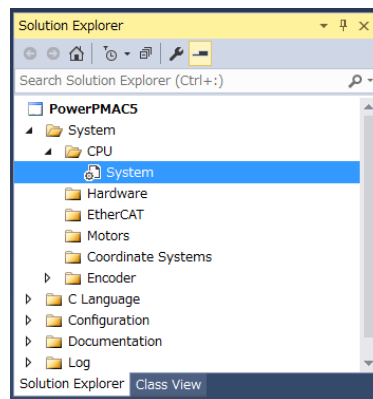 Solution Explorer
Search Solution Explorer (Ctrl+:)
PowerPMAC5
System
CPU
System
Hardware
EtherCAT
Motors
Coordinate Systems
Encoder
C Language
Configuration
Documentation
Log
Solution Explorer Class View